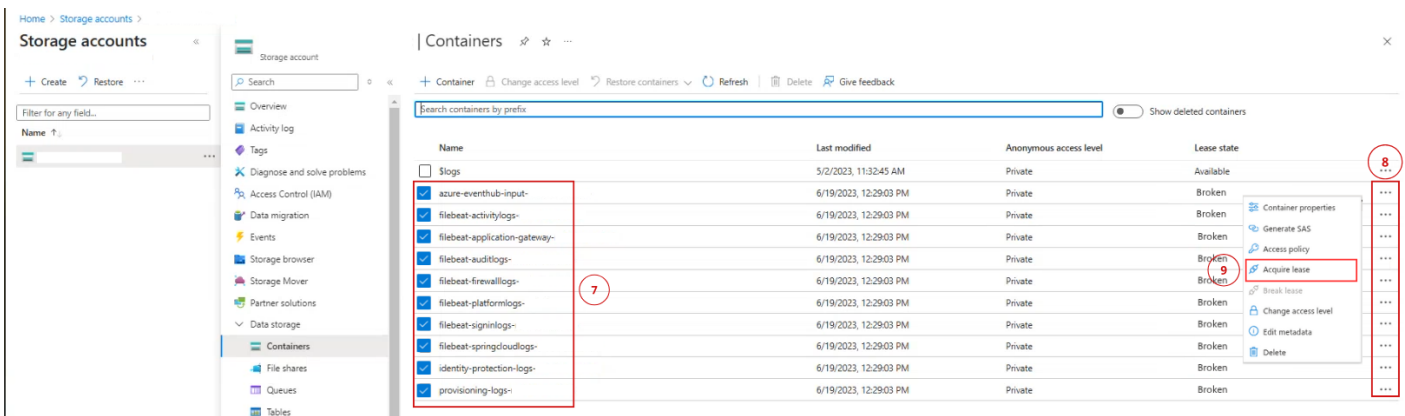 Home > Storage accounts >
Storage accounts «
+ Create Restore ...
Filter for any field...
Name ↑↓
...
Storage account
Search «
Overview
Activity log
Tags
Diagnose and solve problems
Access Control (IAM)
Data migration
Events
Storage browser
Storage Mover
Partner solutions
Data storage
Containers
File shares
Queues
Tables
| Containers ...
+ Container Change access level Restore containers Refresh | Delete Give feedback
Search containers by prefix
Show deleted containers
Name Last modified Anonymous access level Lease state
$logs 5/2/2023, 11:32:45 AM Private Available ...
azure-eventhub-input- 6/19/2023, 12:29:03 PM Private Broken ...
filebeat-activitylogs- 6/19/2023, 12:29:03 PM Private Broken ...
filebeat-application-gateway- 6/19/2023, 12:29:03 PM Private Broken ...
filebeat-auditlogs- 6/19/2023, 12:29:03 PM Private Broken ...
filebeat-firewalllogs- 6/19/2023, 12:29:03 PM Private Broken ...
filebeat-platformlogs- 6/19/2023, 12:29:03 PM Private Broken ...
filebeat-signinlogs- 6/19/2023, 12:29:03 PM Private Broken ...
filebeat-springcloudlogs- 6/19/2023, 12:29:03 PM Private Broken ...
identity-protection-logs- 6/19/2023, 12:29:03 PM Private Broken ...
provisioning-logs- 6/19/2023, 12:29:03 PM Private Broken ...
7
8
9
Container properties
Generate SAS
Access policy
Acquire lease
Break lease
Change access level
Edit metadata
Delete